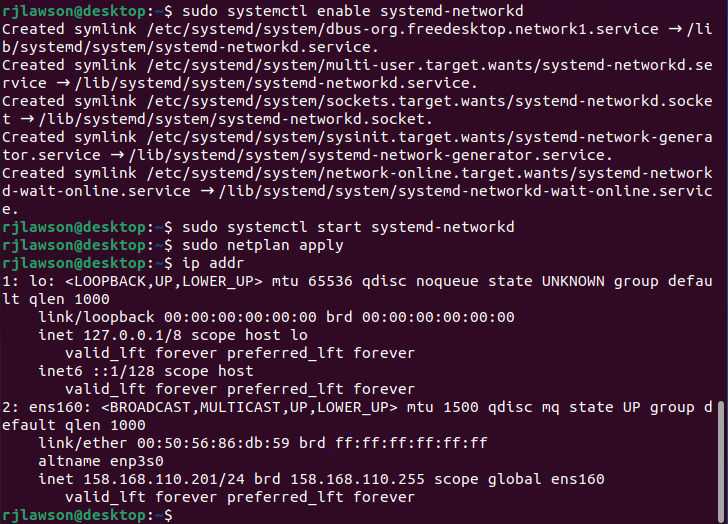 rjlawson@desktop:~$ sudo systemctl enable systemd-networkd
Created symlink /etc/systemd/system/dbus-org.freedesktop.network1.service → /li
b/systemd/system/systemd-networkd.service.
Created symlink /etc/systemd/system/multi-user.target.wants/systemd-networkd.se
rvice → /lib/systemd/system/systemd-networkd.service.
Created symlink /etc/systemd/system/sockets.target.wants/systemd-networkd.socke
t → /lib/systemd/system/systemd-networkd.socket.
Created symlink /etc/systemd/system/sysinit.target.wants/systemd-network-genera
tor.service → /lib/systemd/system/systemd-network-generator.service.
Created symlink /etc/systemd/system/network-online.target.wants/systemd-network
d-wait-online.service → /lib/systemd/system/systemd-networkd-wait-online.servic
e.
rjlawson@desktop:~$ sudo systemctl start systemd-networkd
rjlawson@desktop:~$ sudo netplan apply
rjlawson@desktop:~$ ip addr
1: lo: <LOOPBACK,UP,LOWER_UP> mtu 65536 qdisc noqueue state UNKNOWN group defau
lt qlen 1000
    link/loopback 00:00:00:00:00:00 brd 00:00:00:00:00:00
    inet 127.0.0.1/8 scope host lo
       valid_lft forever preferred_lft forever
    inet6 ::1/128 scope host
       valid_lft forever preferred_lft forever
2: ens160: <BROADCAST,MULTICAST,UP,LOWER_UP> mtu 1500 qdisc mq state UP group d
efault qlen 1000
    link/ether 00:50:56:86:db:59 brd ff:ff:ff:ff:ff:ff
    altname enp3s0
    inet 158.168.110.201/24 brd 158.168.110.255 scope global ens160
       valid_lft forever preferred_lft forever
rjlawson@desktop:~$